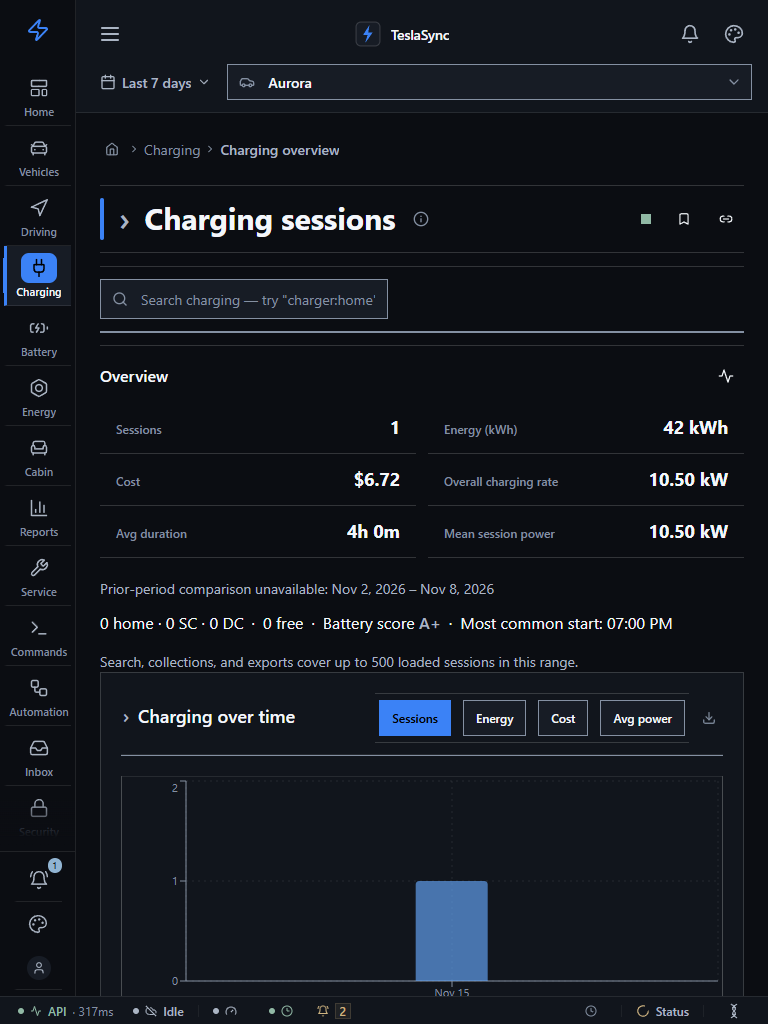 TeslaSync
Last 7 days
Aurora
Home
Vehicles
Driving
Charging
Battery
Energy
Cabin
Reports
Service
Commands
Automation
Inbox
Security
1
Charging
Charging overview
Charging sessions
Search charging — try "charger:home'
Overview
Sessions 1
Energy (kWh) 42 kWh
Cost $6.72
Overall charging rate 10.50 kW
Avg duration 4h 0m
Mean session power 10.50 kW
Prior-period comparison unavailable: Nov 2, 2026 – Nov 8, 2026
0 home · 0 SC · 0 DC · 0 free · Battery score A+ · Most common start: 07:00 PM
Search, collections, and exports cover up to 500 loaded sessions in this range.
Charging over time
Sessions Energy Cost Avg power
2
1
0
Nov 15
API · 317ms Idle 2 Status